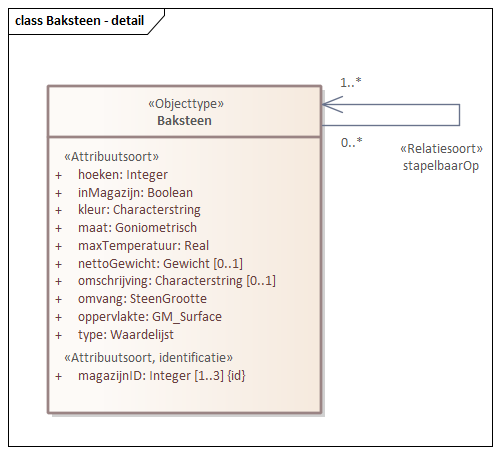 class Baksteen - detail
1..*
«Objecttype»
Baksteen
0..*
«Relatiesoort»
stapelbaarOp
«Attribuutsoort»
+ hoeken: Integer
+ inMagazijn: Boolean
+ kleur: Characterstring
+ maat: Goniometrisch
+ maxTemperatuur: Real
+ nettoGewicht: Gewicht [0..1]
+ omschrijving: Characterstring [0..1]
+ omvang: SteenGrootte
+ oppervlakte: GM_Surface
+ type: Waardelijst
«Attribuutsoort, identificatie»
+ magazijnID: Integer [1..3] {id}